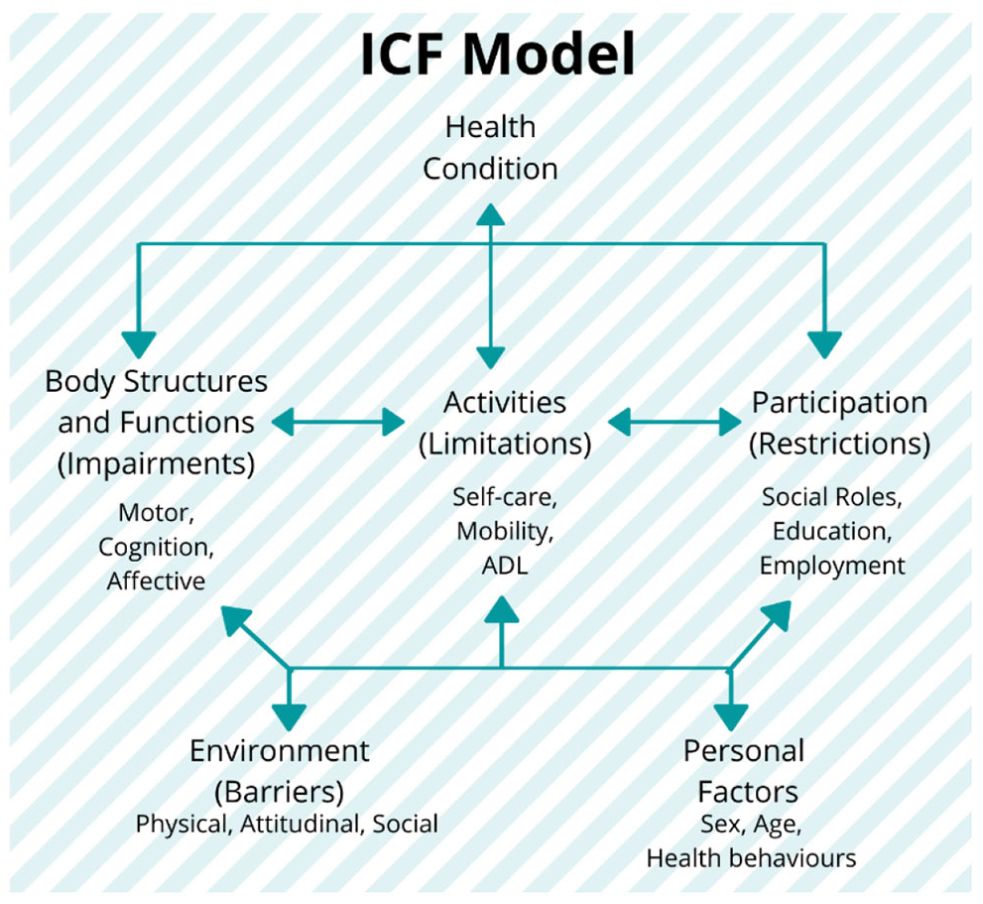 ICF Model
Health
Condition
Body Structures
and Functions
(Impairments)
Motor,
Cognition,
Affective
Activities
(Limitations)
Self-care,
Mobility,
ADL
Participation
(Restrictions)
Social Roles,
Education,
Employment
Environment
(Barriers)
Physical, Attitudinal, Social
Personal
Factors
Sex, Age,
Health behaviours